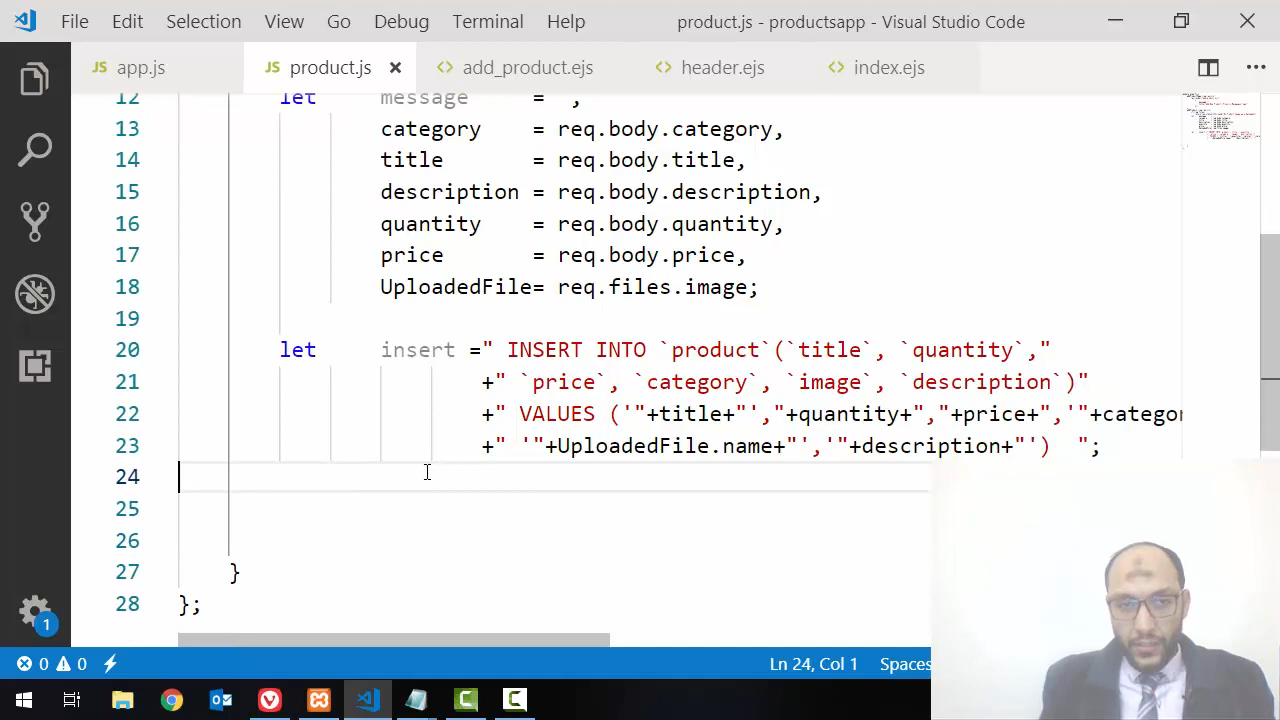 File Edit Selection View Go Debug Terminal Help product.js - productsapp - Visual Studio Code
JS app.js JS product.js add_product.ejs header.ejs index.ejs
12 let message = ,
13 category = req.body.category,
14 title = req.body.title,
15 description = req.body.description,
16 quantity = req.body.quantity,
17 price = req.body.price,
18 UploadedFile= req.files.image;
19
20 let insert =" INSERT INTO `product`(`title`, `quantity`,"
21 +" `price`, `category`, `image`, `description`)"
22 +" VALUES ('"+title+"',"+quantity+","+price+",'"+categor
23 +" '"+UploadedFile.name+"','"+description+"') ";
24
25
26
27 }
28 };
1
0 0 Ln 24, Col 1 Spaces